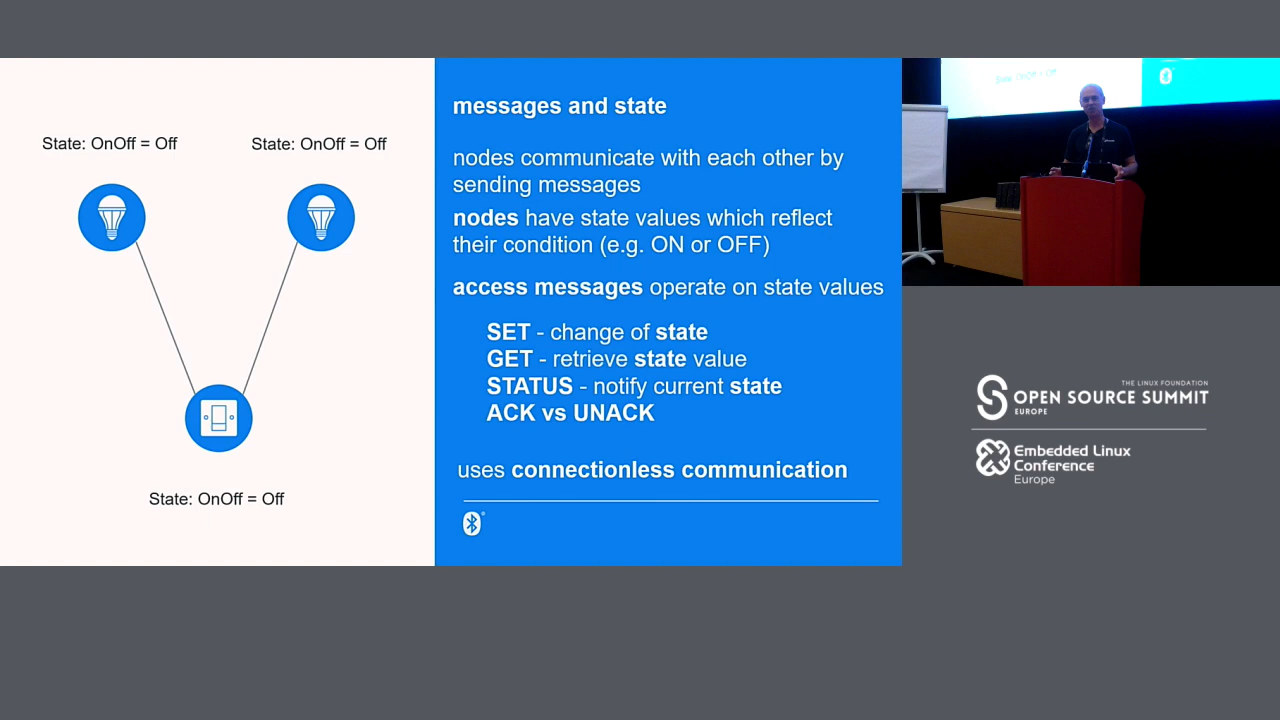 State: OnOff = Off
State: OnOff = Off
State: OnOff = Off
messages and state
nodes communicate with each other by
sending messages
nodes have state values which reflect
their condition (e.g. ON or OFF)
access messages operate on state values
SET - change of state
GET - retrieve state value
STATUS - notify current state
ACK vs UNACK
uses connectionless communication
State: OnOff = Off
THE LINUX FOUNDATION
OPEN SOURCE SUMMIT
EUROPE
Embedded Linux
Conference
Europe